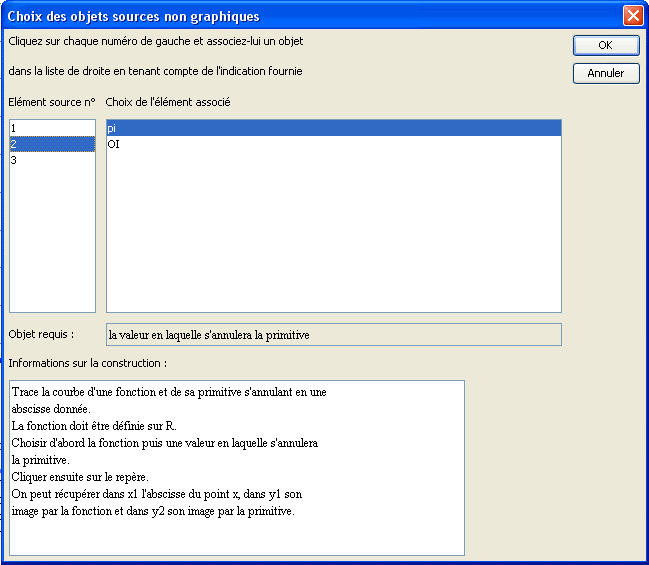 Choix des objets sources non graphiques
Cliquez sur chaque numéro de gauche et associez-lui un objet
OK
dans la liste de droite en tenant compte de l'indication fournie
Annuler
Elément source n° Choix de l'élément associé
1 pi
2 OI
3
Objet requis : la valeur en laquelle s'annulera la primitive
Informations sur la construction :
Trace la courbe d'une fonction et de sa primitive s'annulant en une
abscisse donnée.
La fonction doit être définie sur R.
Choisir d'abord la fonction puis une valeur en laquelle s'annulera
la primitive.
Cliquer ensuite sur le repère.
On peut récupérer dans x1 l'abscisse du point x, dans y1 son
image par la fonction et dans y2 son image par la primitive.